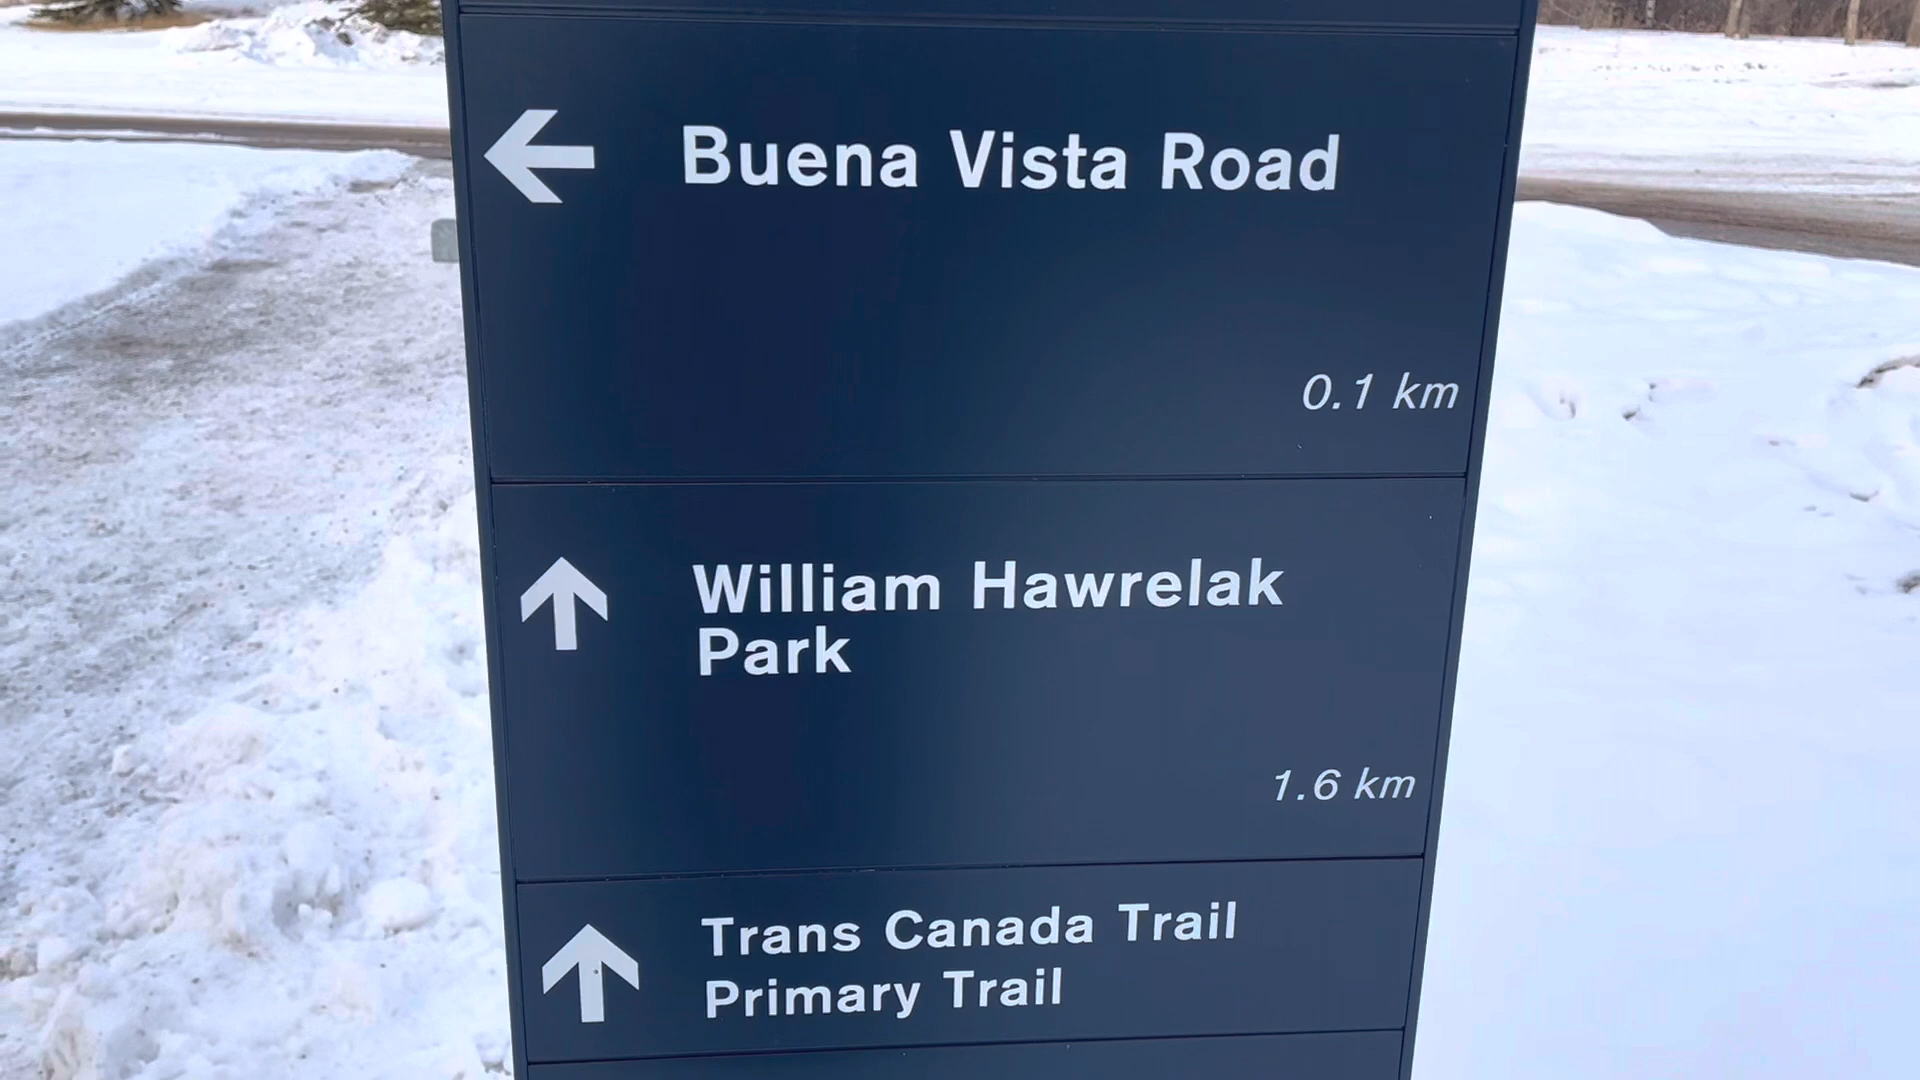 Buena Vista Road
0.1 km
William Hawrelak
Park
1.6 km
Trans Canada Trail
Primary Trail